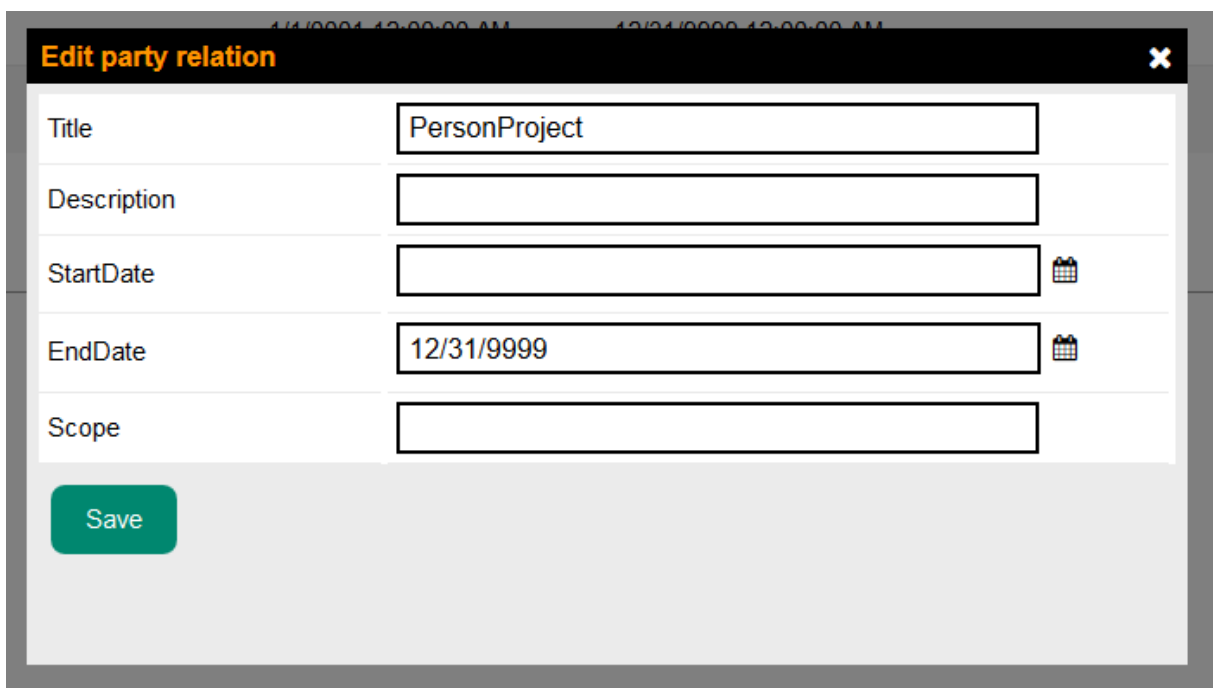 Edit party relation
Title PersonProject
Description
StartDate
EndDate 12/31/9999
Scope
Save